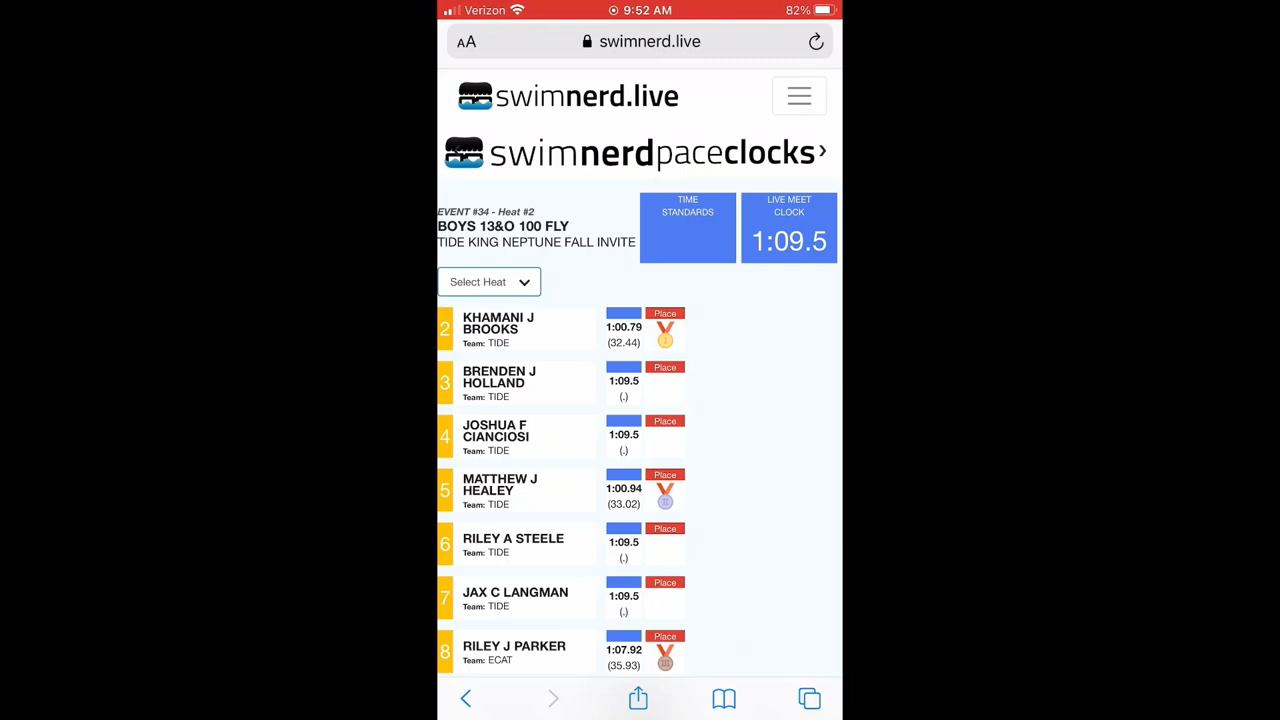 Verizon 9:52 AM 82%
AA swimnerd.live
swimnerd.live
swimnerdpaceclocks ›
EVENT #34 - Heat #2
BOYS 13&O 100 FLY
TIDE KING NEPTUNE FALL INVITE
TIME
STANDARDS
LIVE MEET
CLOCK
1:09.5
Select Heat
2
KHAMANI J
BROOKS
Team: TIDE
1:00.79
(32.44)
Place
3
BRENDEN J
HOLLAND
Team: TIDE
1:09.5
(.)
Place
4
JOSHUA F
CIANCIOSI
Team: TIDE
1:09.5
(.)
Place
5
MATTHEW J
HEALEY
Team: TIDE
1:00.94
(33.02)
Place
6
RILEY A STEELE
Team: TIDE
1:09.5
(.)
Place
7
JAX C LANGMAN
Team: TIDE
1:09.5
(.)
Place
8
RILEY J PARKER
Team: ECAT
1:07.92
(35.93)
Place